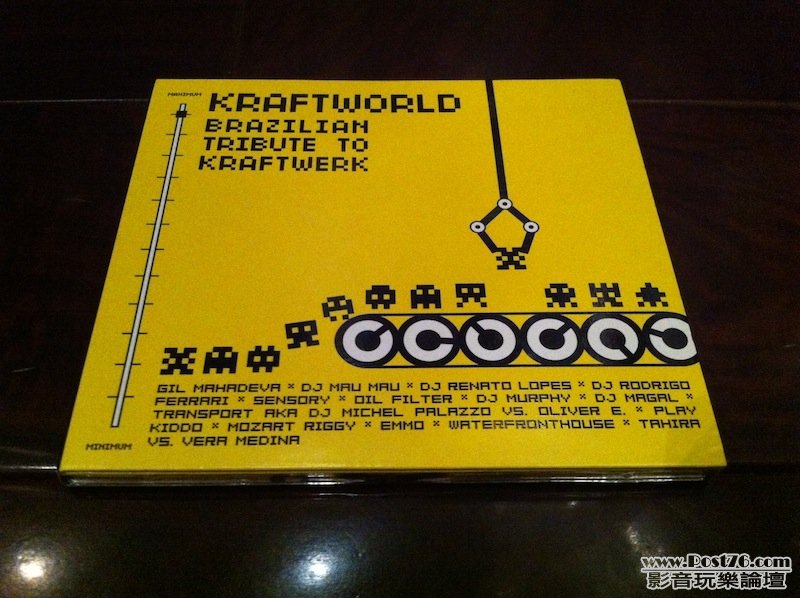 MAXIMUM
KRAFTWORLD
BRAZILIAN
TRIBUTE TO
KRAFTWERK
GIL MAHADEVA * DJ MAU MAU * DJ RENATO LOPES * DJ RODRIGO
FERRARI * SENSORY * OIL FILTER * DJ MURPHY * DJ MAGAL *
TRANSPORT AKA DJ MICHEL PALAZZO VS. OLIVER E. * PLAY
KIDDO * MOZART RIGGY * EMMO * WATERFRONTHOUSE * TAHIRA
VS. VERA MEDINA
MINIMUM
www.Post76.com
影音玩樂論壇